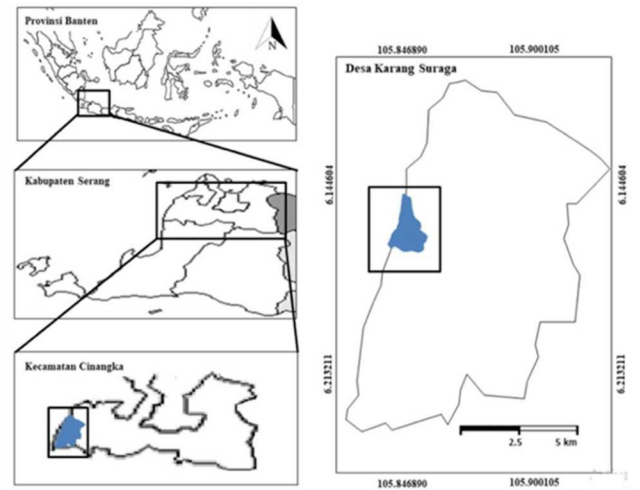 Provinsi Banten
N
Kabupaten Serang
Kecamatan Cinangka
105.846890 105.900105
Desa Karang Suraga
6.144604 6.144604
6.213211 6.213211
2.5 5 km
105.846890 105.900105